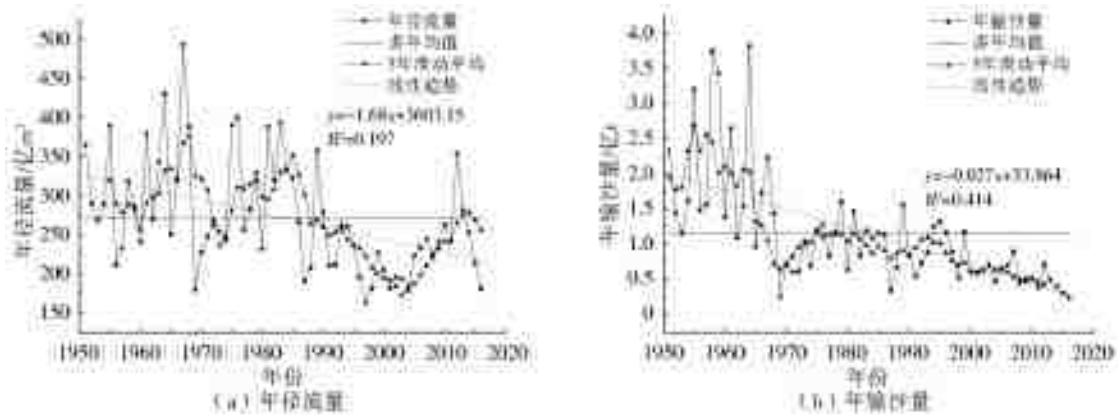 年径流量
多年均值
5年滑动平均
线性趋势
y=-1.68x+3603.15
R²=0.197
500
450
400
350
300
250
200
150
年径流量/亿m³
1950 1960 1970 1980 1990 2000 2010 2020
年份
(a)年径流量
年输沙量
多年均值
5年滑动平均
线性趋势
y=-0.027x+53.864
R²=0.414
4.0
3.5
3.0
2.5
2.0
1.5
1.0
0.5
0
年输沙量/亿t
1950 1960 1970 1980 1990 2000 2010 2020
年份
(b)年输沙量